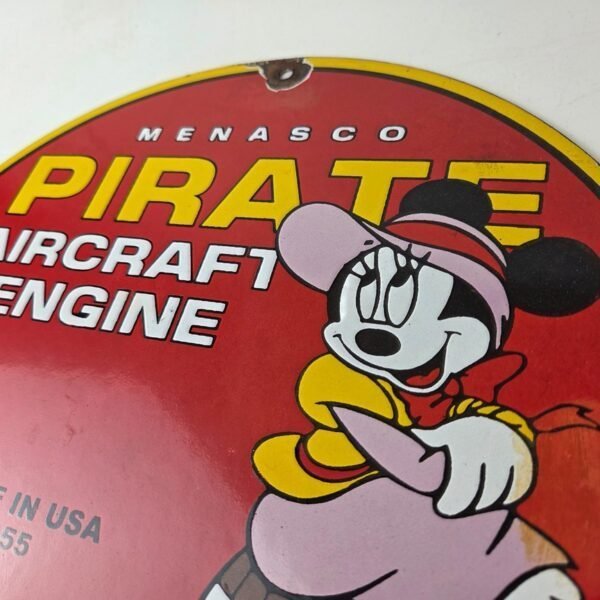 MENASCO
PIRATE
AIRCRAFT
ENGINE
IN USA
55